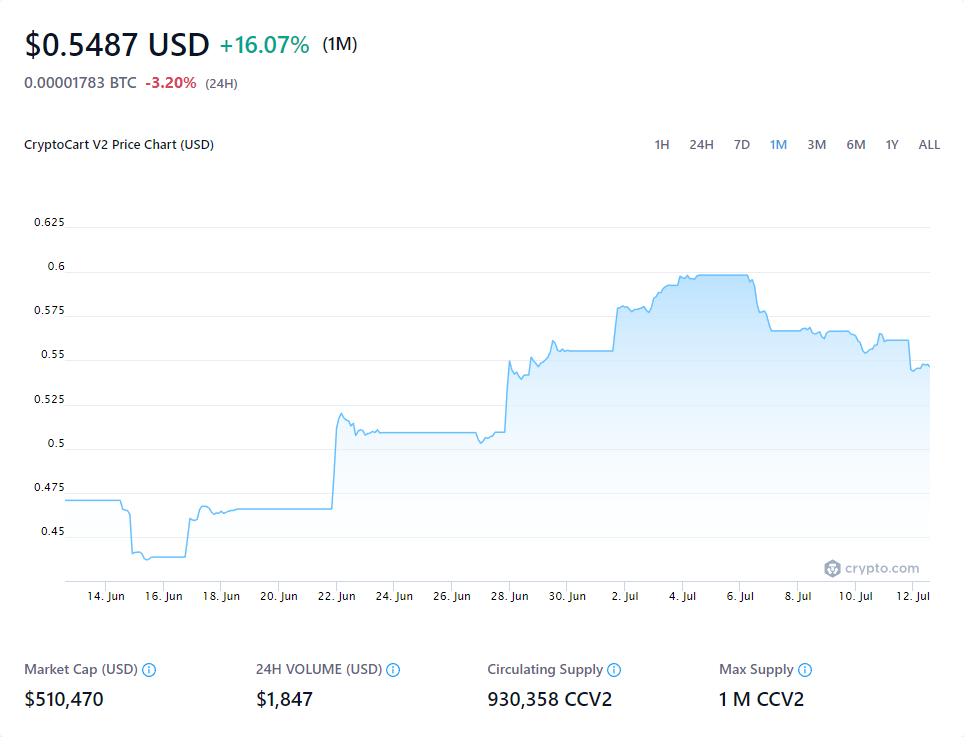 $0.5487 USD +16.07% (1M)
0.00001783 BTC -3.20% (24H)
CryptoCart V2 Price Chart (USD) 1H 24H 7D 1M 3M 6M 1Y ALL
0.625
0.6
0.575
0.55
0.525
0.5
0.475
0.45
crypto.com
14. Jun 16. Jun 18. Jun 20. Jun 22. Jun 24. Jun 26. Jun 28. Jun 30. Jun 2. Jul 4. Jul 6. Jul 8. Jul 10. Jul 12. Jul
Market Cap (USD) 24H VOLUME (USD) Circulating Supply Max Supply
$510,470 $1,847 930,358 CCV2 1 M CCV2